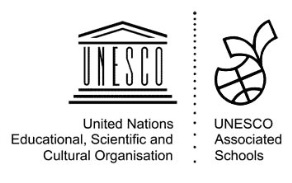 UNESCO
United Nations
Educational, Scientific and
Cultural Organisation
UNESCO
Associated
Schools